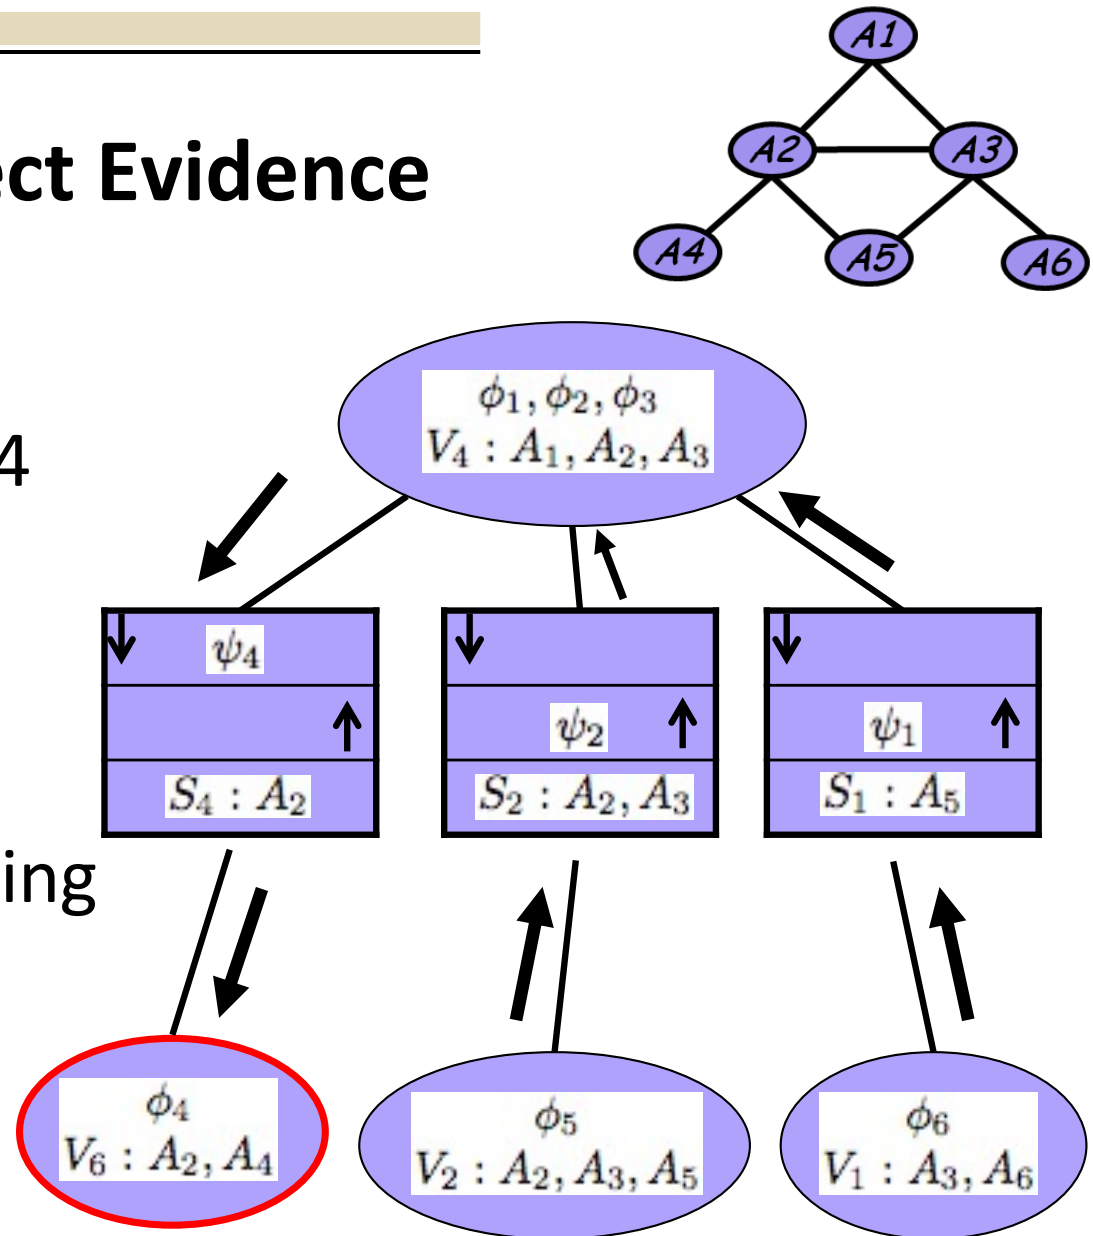 A1
ect Evidence
A2 A3
A4 A5 A6
ϕ₁, ϕ₂, ϕ₃
V₄ : A₁, A₂, A₃
4
ψ₄
ψ₂ ψ₁
S₄ : A₂ S₂ : A₂, A₃ S₁ : A₅
ing
ϕ₄ ϕ₅ ϕ₆
V₆ : A₂, A₄ V₂ : A₂, A₃, A₅ V₁ : A₃, A₆